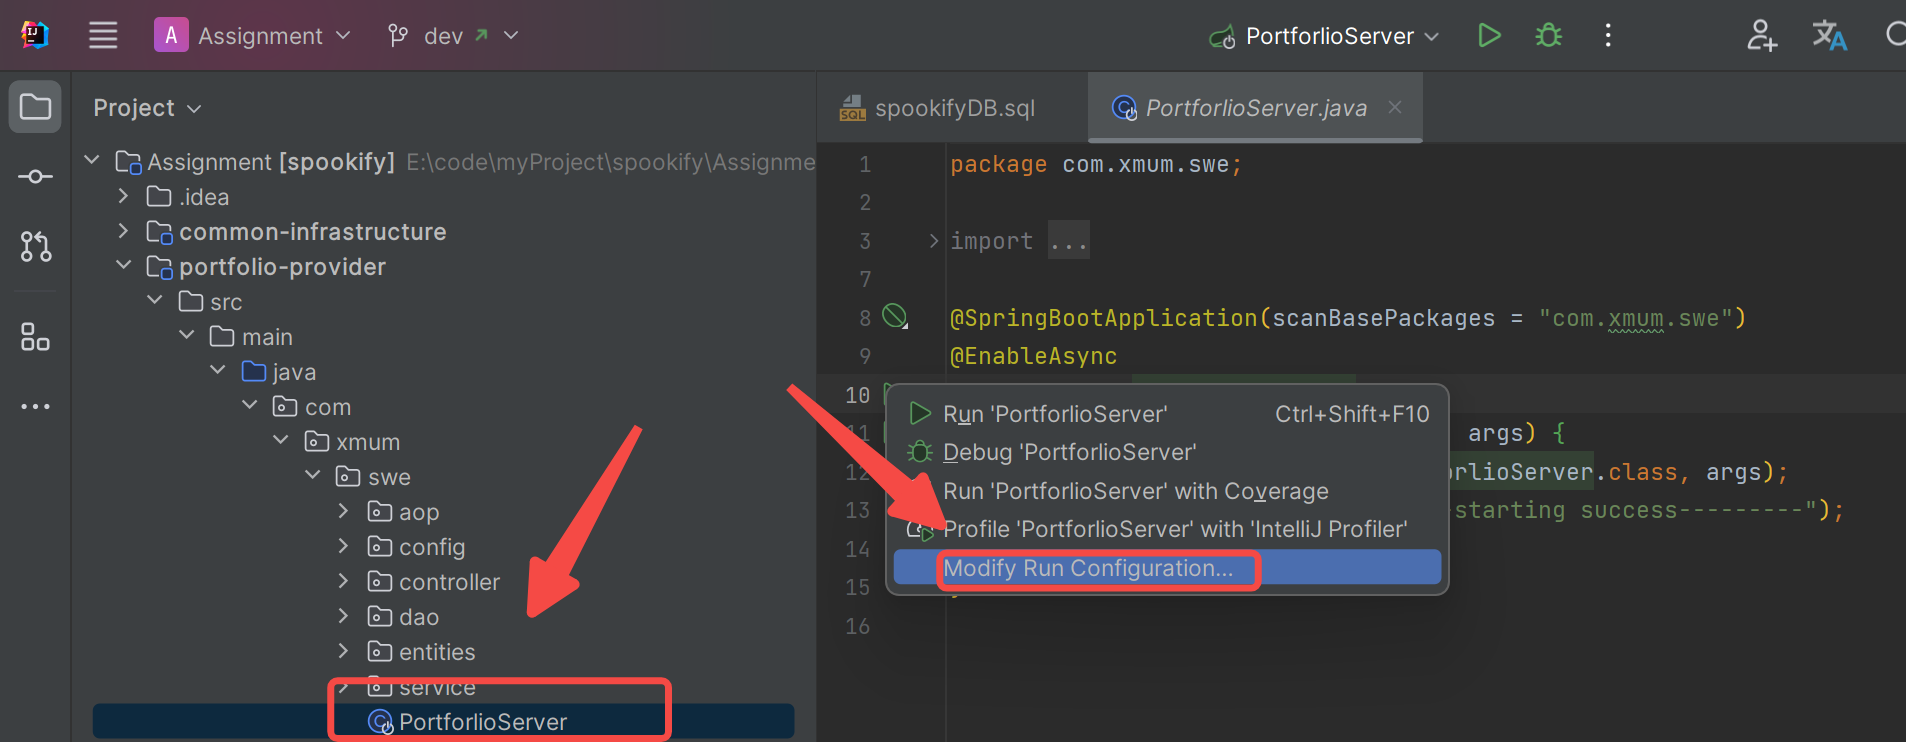 A Assignment dev PortforlioServer
Project
spookifyDB.sql PortforlioServer.java
Assignment [spookify] E:\code\myProject\spookify\Assignme
.idea
common-infrastructure
portfolio-provider
src
main
java
com
xmum
swe
aop
config
controller
dao
entities
service
PortforlioServer
1 package com.xmum.swe;
2
3 import ...
7
8 @SpringBootApplication(scanBasePackages = "com.xmum.swe")
9 @EnableAsync
10
11 args) {
12 orlioServer.class, args);
13 -starting success---------");
14
15 }
16
Run 'PortforlioServer' Ctrl+Shift+F10
Debug 'PortforlioServer'
Run 'PortforlioServer' with Coverage
Profile 'PortforlioServer' with 'IntelliJ Profiler'
Modify Run Configuration...